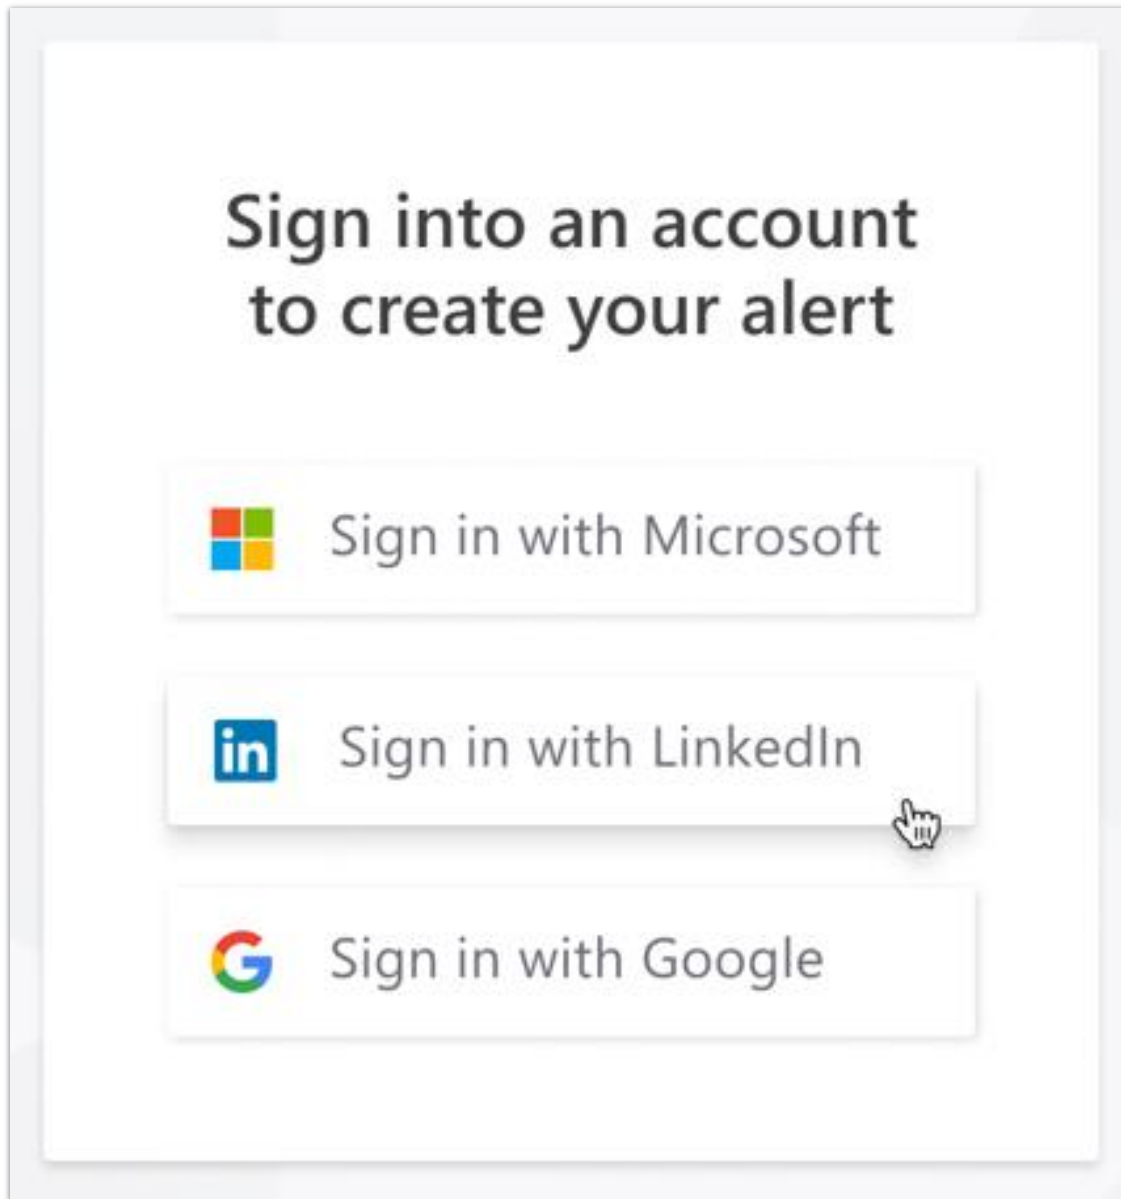 Sign into an account
to create your alert
Sign in with Microsoft
in
Sign in with LinkedIn
G
Sign in with Google